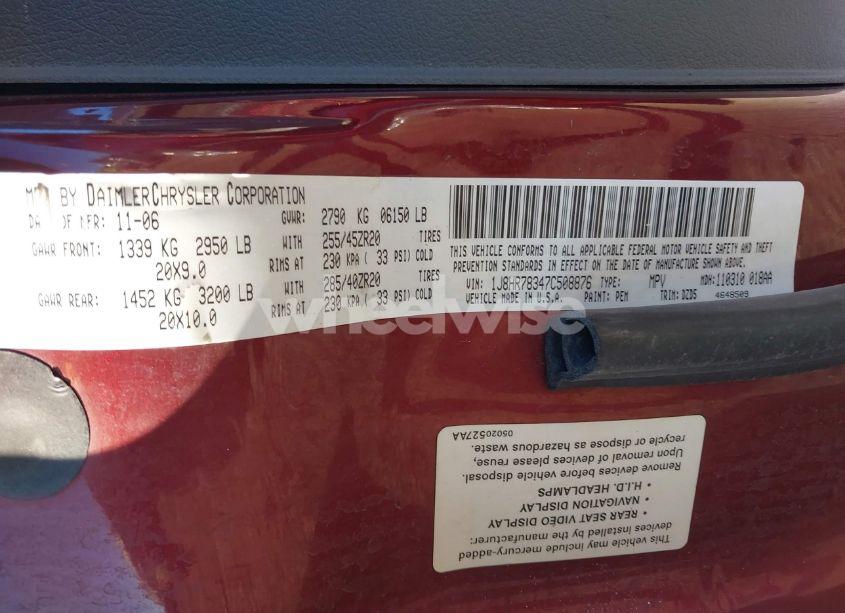 MFD BY DAIMLERCHRYSLER CORPORATION
DATE OF MFR: 11-06 GVWR: 2790 KG 06150 LB
GAWR FRONT: 1339 KG 2950 LB WITH 255/45ZR20 TIRES
20X9.0 RIMS AT 230 KPA ( 33 PSI) COLD
GAWR REAR: 1452 KG 3200 LB WITH 285/40ZR20 TIRES
20X10.0 RIMS AT 230 KPA ( 33 PSI) COLD
THIS VEHICLE CONFORMS TO ALL APPLICABLE FEDERAL MOTOR VEHICLE SAFETY AND THEFT
PREVENTION STANDARDS IN EFFECT ON THE DATE OF MANUFACTURE SHOWN ABOVE.
VIN: 1J8HR78347C508876 TYPE: MPV MDH: 110310 018AA
VEHICLE MADE IN U.S.A. PAINT: PEM TRIM: DZD5 4648509
wheelwise
This vehicle may include mercury-added
devices installed by the manufacturer:
• REAR SEAT VIDEO DISPLAY
• NAVIGATION DISPLAY
• H.I.D. HEADLAMPS
Remove devices before vehicle disposal.
Upon removal of devices please reuse,
recycle or dispose as hazardous waste.
05020527AA